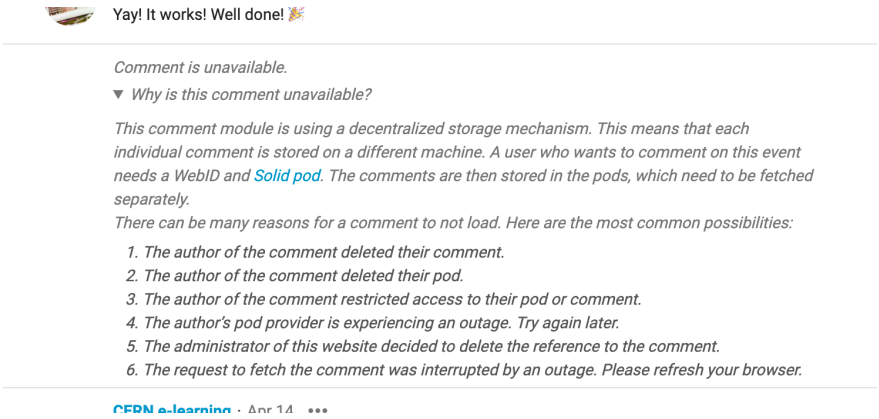 Yay! It works! Well done! 🎉
Comment is unavailable.
▼ Why is this comment unavailable?
This comment module is using a decentralized storage mechanism. This means that each
individual comment is stored on a different machine. A user who wants to comment on this event
needs a WebID and Solid pod. The comments are then stored in the pods, which need to be fetched
separately.
There can be many reasons for a comment to not load. Here are the most common possibilities:
1. The author of the comment deleted their comment.
2. The author of the comment deleted their pod.
3. The author of the comment restricted access to their pod or comment.
4. The author's pod provider is experiencing an outage. Try again later.
5. The administrator of this website decided to delete the reference to the comment.
6. The request to fetch the comment was interrupted by an outage. Please refresh your browser.
CERN e-learning · Apr 14 •••